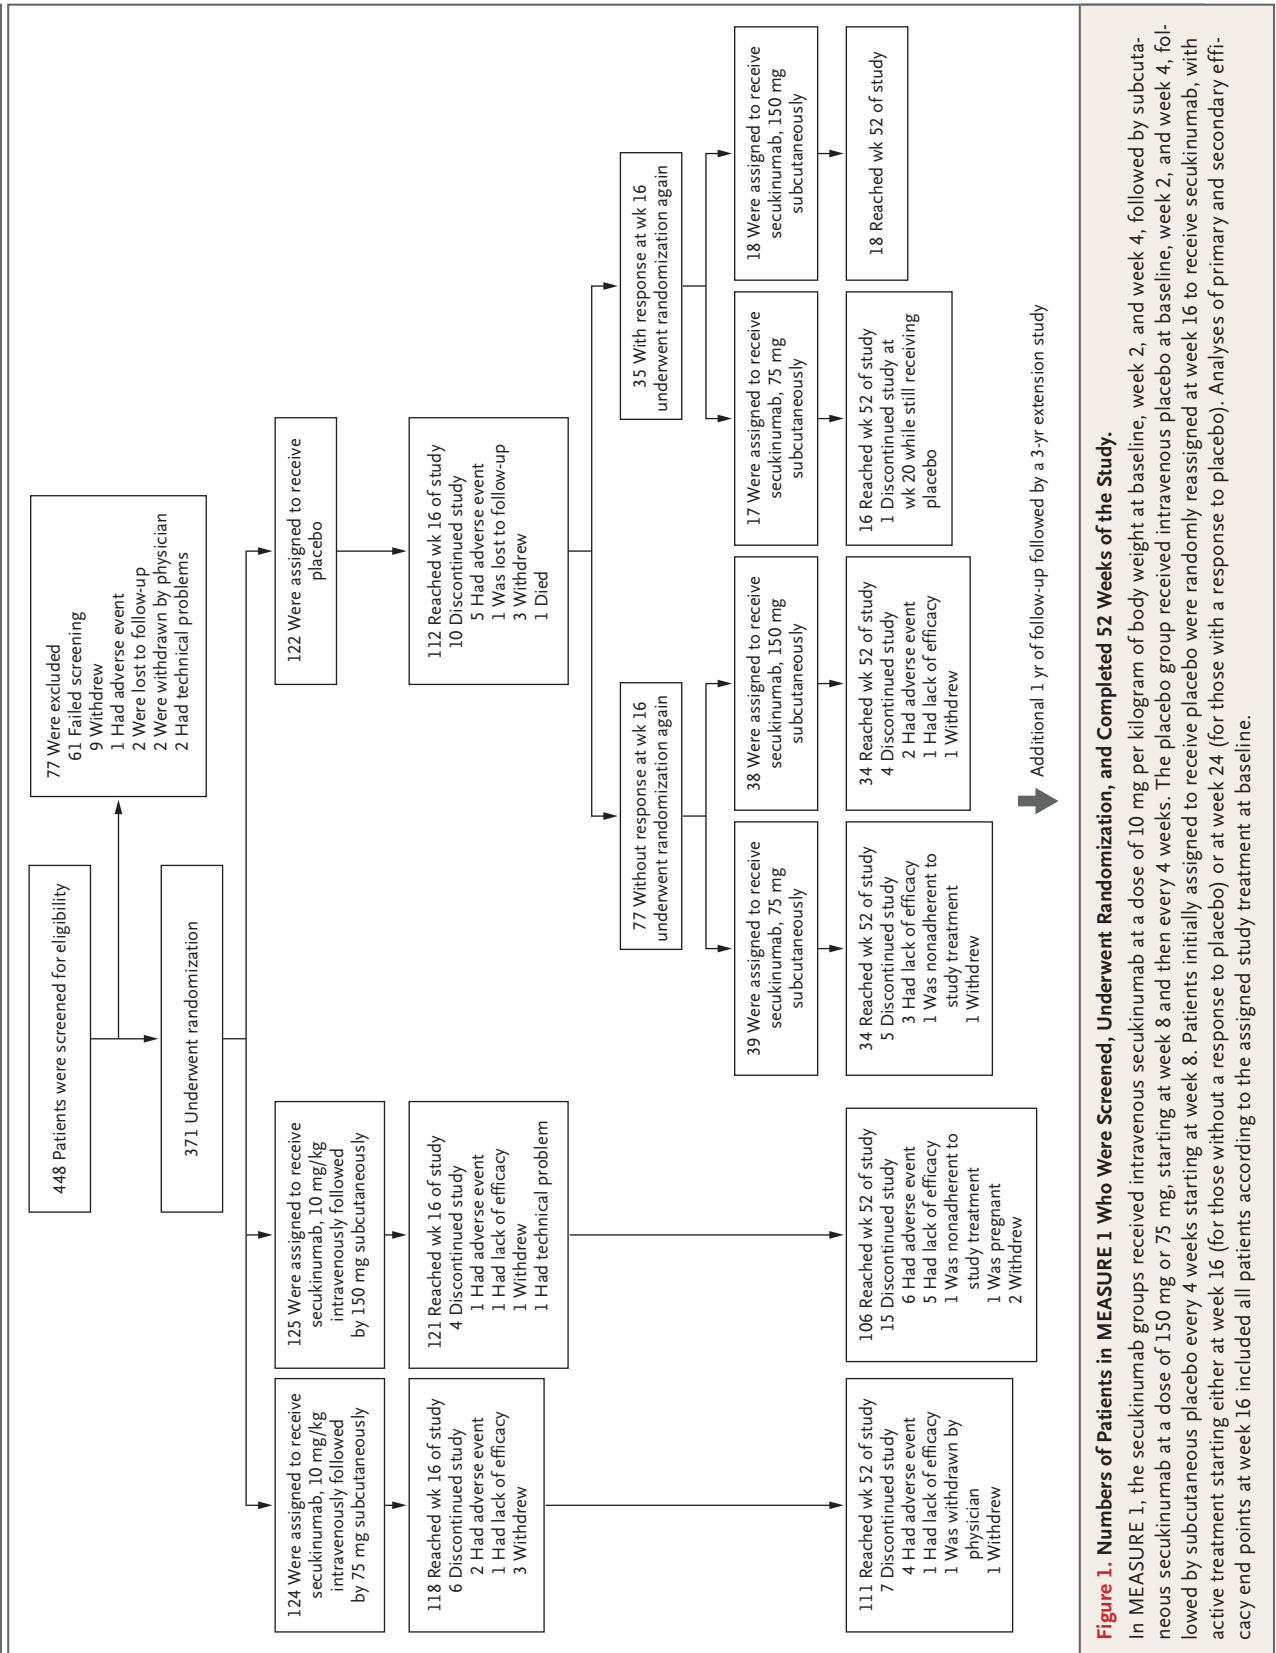 448 Patients were screened for eligibility
77 Were excluded
61 Failed screening
9 Withdrew
1 Had adverse event
2 Were lost to follow-up
2 Were withdrawn by physician
2 Had technical problems
371 Underwent randomization
124 Were assigned to receive
secukinumab, 10 mg/kg
intravenously followed
by 75 mg subcutaneously
125 Were assigned to receive
secukinumab, 10 mg/kg
intravenously followed
by 150 mg subcutaneously
122 Were assigned to receive
placebo
118 Reached wk 16 of study
6 Discontinued study
2 Had adverse event
1 Had lack of efficacy
3 Withdrew
121 Reached wk 16 of study
4 Discontinued study
1 Had adverse event
1 Had lack of efficacy
1 Withdrew
1 Had technical problem
112 Reached wk 16 of study
10 Discontinued study
5 Had adverse event
1 Was lost to follow-up
3 Withdrew
1 Died
77 Without response at wk 16
underwent randomization again
35 With response at wk 16
underwent randomization again
39 Were assigned to receive
secukinumab, 75 mg
subcutaneously
38 Were assigned to receive
secukinumab, 150 mg
subcutaneously
17 Were assigned to receive
secukinumab, 75 mg
subcutaneously
18 Were assigned to receive
secukinumab, 150 mg
subcutaneously
111 Reached wk 52 of study
7 Discontinued study
4 Had adverse event
1 Had lack of efficacy
1 Was withdrawn by
physician
1 Withdrew
106 Reached wk 52 of study
15 Discontinued study
6 Had adverse event
5 Had lack of efficacy
1 Was nonadherent to
study treatment
1 Was pregnant
2 Withdrew
34 Reached wk 52 of study
5 Discontinued study
3 Had lack of efficacy
1 Was nonadherent to
study treatment
1 Withdrew
34 Reached wk 52 of study
4 Discontinued study
2 Had adverse event
1 Had lack of efficacy
1 Withdrew
16 Reached wk 52 of study
1 Discontinued study at
wk 20 while still receiving
placebo
18 Reached wk 52 of study
Additional 1 yr of follow-up followed by a 3-yr extension study
Figure 1. Numbers of Patients in MEASURE 1 Who Were Screened, Underwent Randomization, and Completed 52 Weeks of the Study.
In MEASURE 1, the secukinumab groups received intravenous secukinumab at a dose of 10 mg per kilogram of body weight at baseline, week 2, and week 4, followed by subcuta-
neous secukinumab at a dose of 150 mg or 75 mg, starting at week 8 and then every 4 weeks. The placebo group received intravenous placebo at baseline, week 2, and week 4, fol-
lowed by subcutaneous placebo every 4 weeks starting at week 8. Patients initially assigned to receive placebo were randomly reassigned at week 16 to receive secukinumab, with
active treatment starting either at week 16 (for those without a response to placebo) or at week 24 (for those with a response to placebo). Analyses of primary and secondary effi-
cacy end points at week 16 included all patients according to the assigned study treatment at baseline.